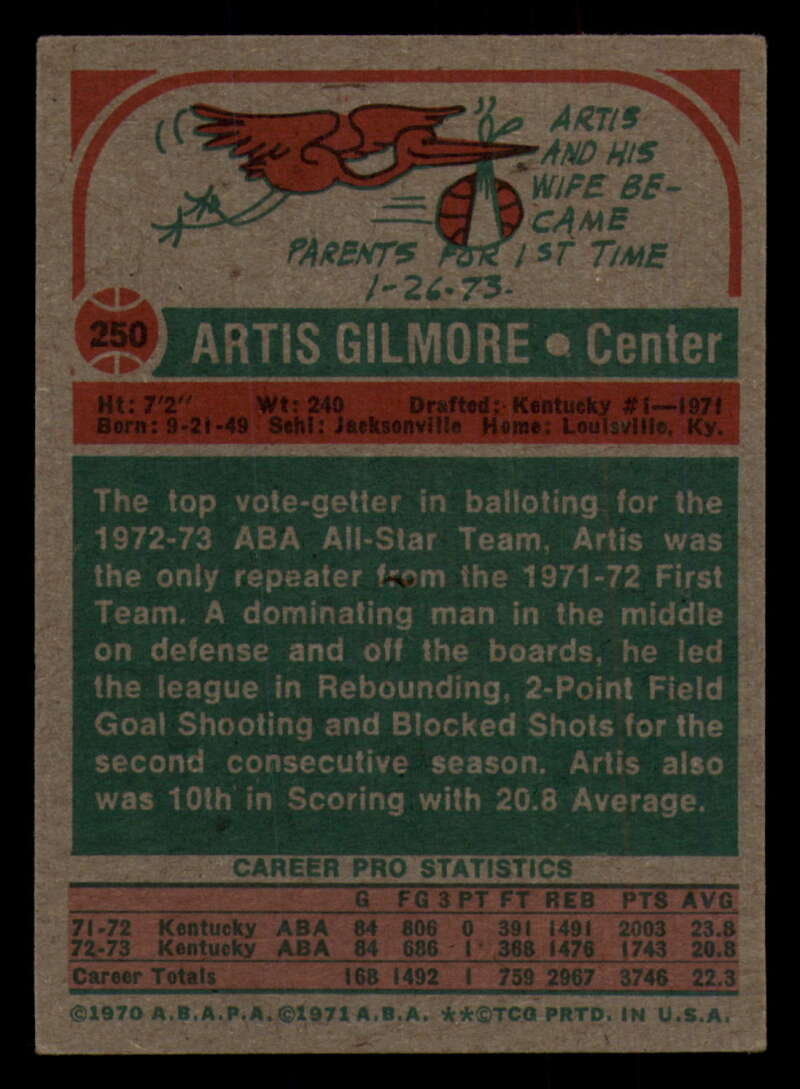 ARTIS
AND HIS
WIFE BE-
CAME
PARENTS FOR 1ST TIME
1-26-73.
250
ARTIS GILMORE • Center
Ht: 7'2" Wt: 240 Drafted: Kentucky #1—1971
Born: 9-21-49 Schl: Jacksonville Home: Louisville, Ky.
The top vote-getter in balloting for the
1972-73 ABA All-Star Team, Artis was
the only repeater from the 1971-72 First
Team. A dominating man in the middle
on defense and off the boards, he led
the league in Rebounding, 2-Point Field
Goal Shooting and Blocked Shots for the
second consecutive season. Artis also
was 10th in Scoring with 20.8 Average.
CAREER PRO STATISTICS
G FG 3 PT FT REB PTS AVG
71-72 Kentucky ABA 84 806 0 391 1491 2003 23.8
72-73 Kentucky ABA 84 686 1 368 1476 1743 20.8
Career Totals 168 1492 1 759 2967 3746 22.3
©1970 A.B.A.P.A. ©1971 A.B.A. **©TCG PRTD. IN U.S.A.